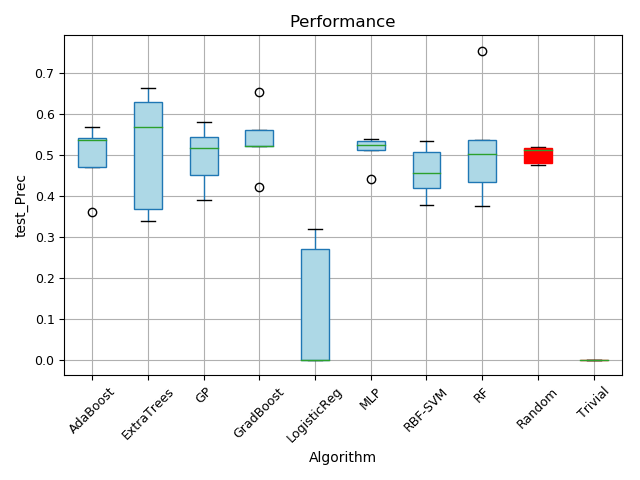 Performance
test_Prec
0.7
0.6
0.5
0.4
0.3
0.2
0.1
0.0
AdaBoost
ExtraTrees
GP
GradBoost
LogisticReg
MLP
RBF-SVM
RF
Random
Trivial
Algorithm